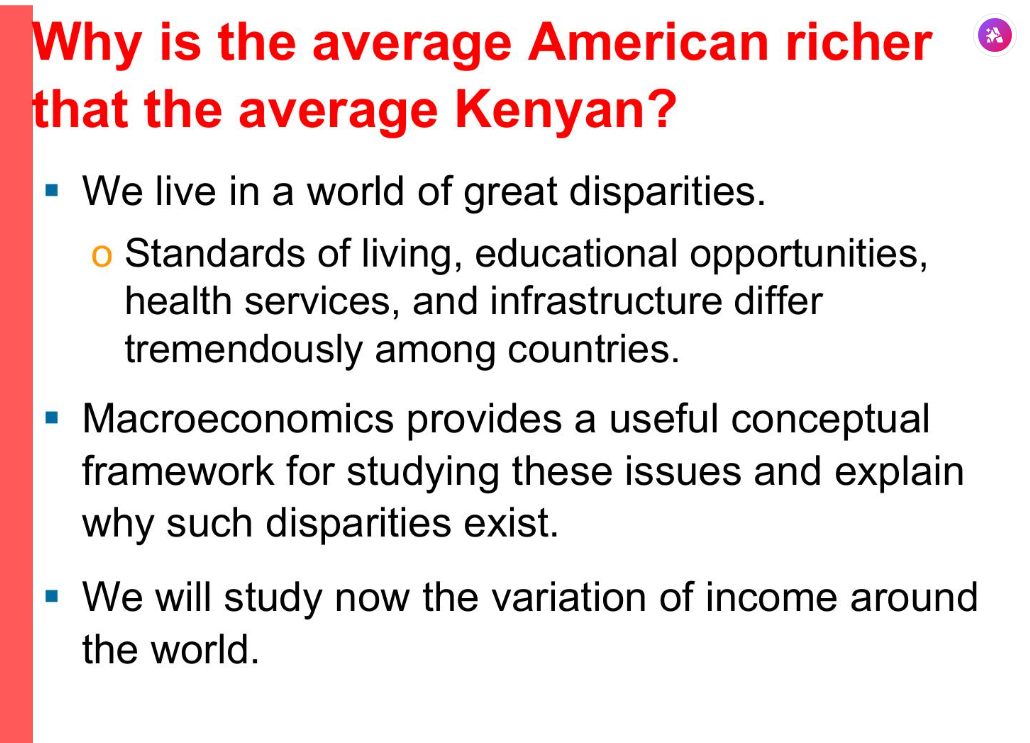 Why is the average American richer
that the average Kenyan?
▪ We live in a world of great disparities.
o Standards of living, educational opportunities,
health services, and infrastructure differ
tremendously among countries.
▪ Macroeconomics provides a useful conceptual
framework for studying these issues and explain
why such disparities exist.
▪ We will study now the variation of income around
the world.